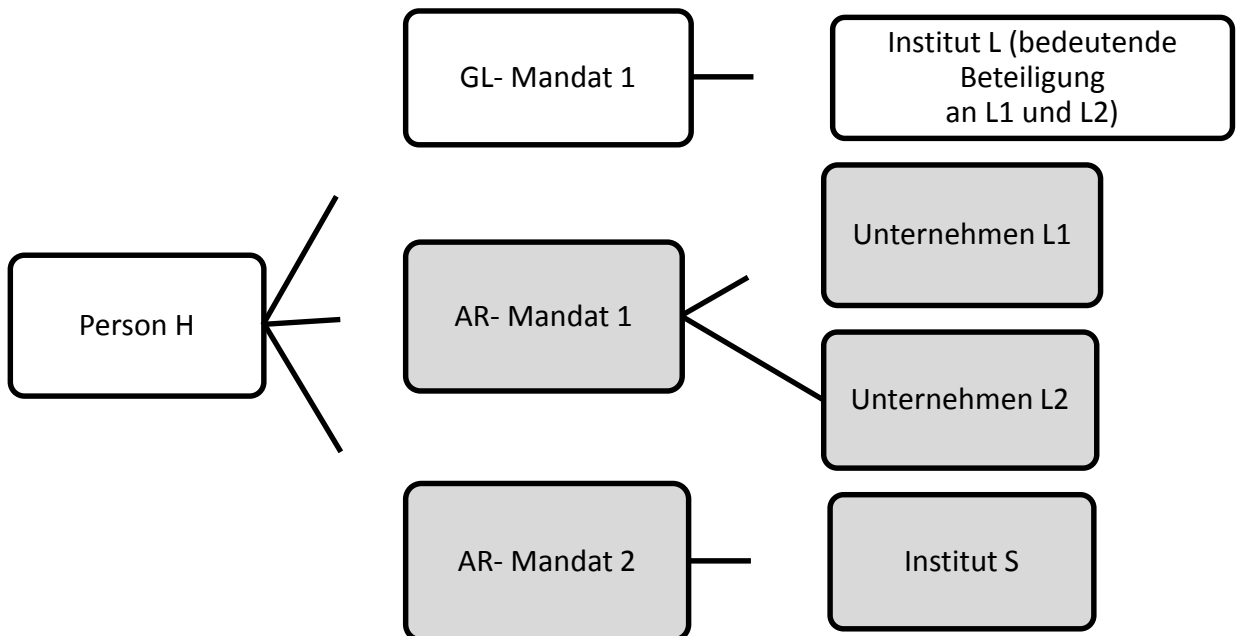 GL- Mandat 1
Institut L (bedeutende
Beteiligung
an L1 und L2)
Unternehmen L1
Person H
AR- Mandat 1
Unternehmen L2
AR- Mandat 2
Institut S